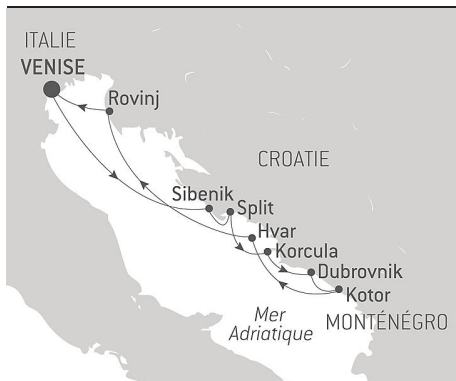 ITALIE
VENISE
Rovinj
CROATIE
Sibenik
Split
Hvar
Korcula
Dubrovnik
Kotor
Mer
Adriatique
MONTÉNÉGRO